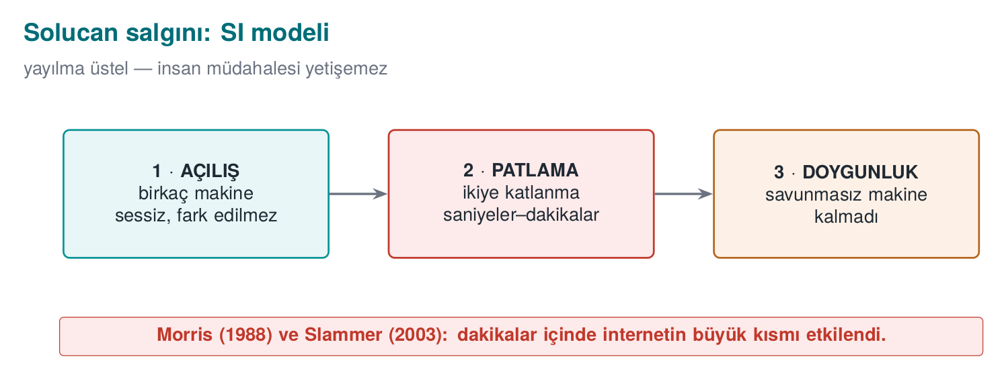 Solucan salgını: SI modeli
yayılma üstel — insan müdahalesi yetişemez
1 · AÇILIŞ
birkaç makine
sessiz, fark edilmez
2 · PATLAMA
ikiye katlanma
saniyeler–dakikalar
3 · DOYGUNLUK
savunmasız makine
kalmadı
Morris (1988) ve Slammer (2003): dakikalar içinde internetin büyük kısmı etkilendi.